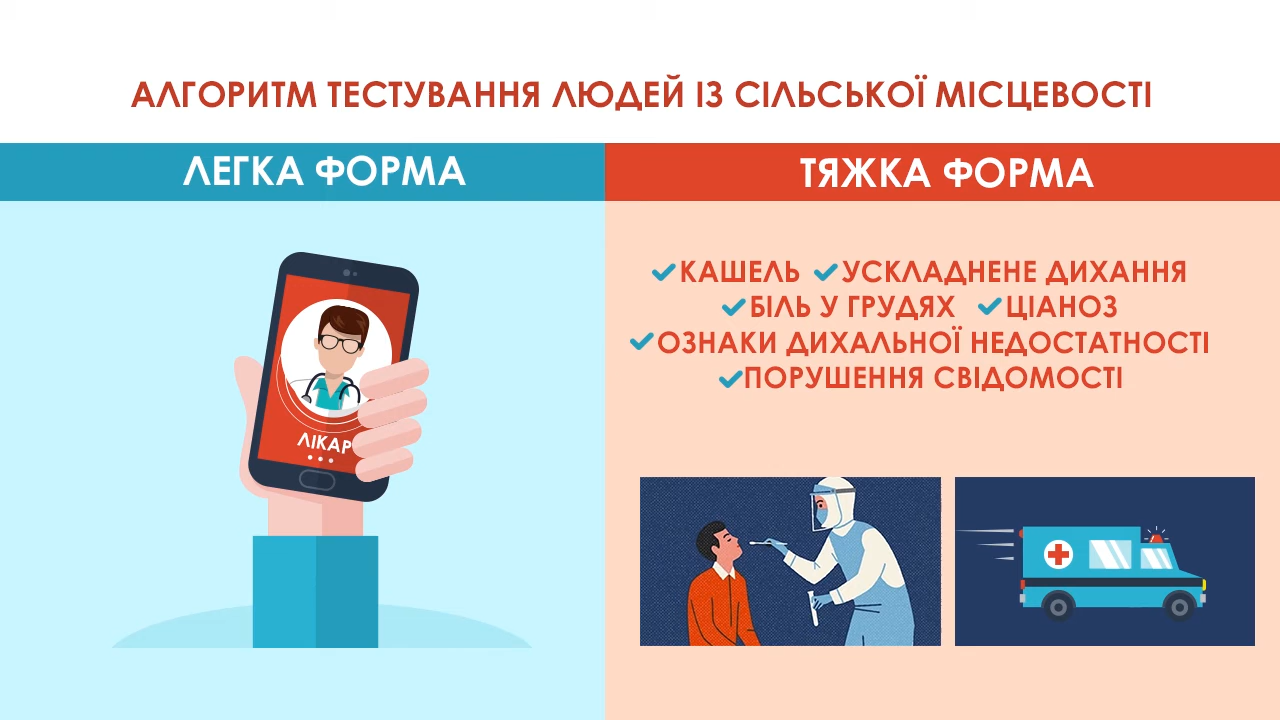 АЛГОРИТМ ТЕСТУВАННЯ ЛЮДЕЙ ІЗ СІЛЬСЬКОЇ МІСЦЕВОСТІ
ЛЕГКА ФОРМА
ЛІКАР
ТЯЖКА ФОРМА
КАШЕЛЬ УСКЛАДНЕНЕ ДИХАННЯ
БІЛЬ У ГРУДЯХ ЦІАНОЗ
ОЗНАКИ ДИХАЛЬНОЇ НЕДОСТАТНОСТІ
ПОРУШЕННЯ СВІДОМОСТІ